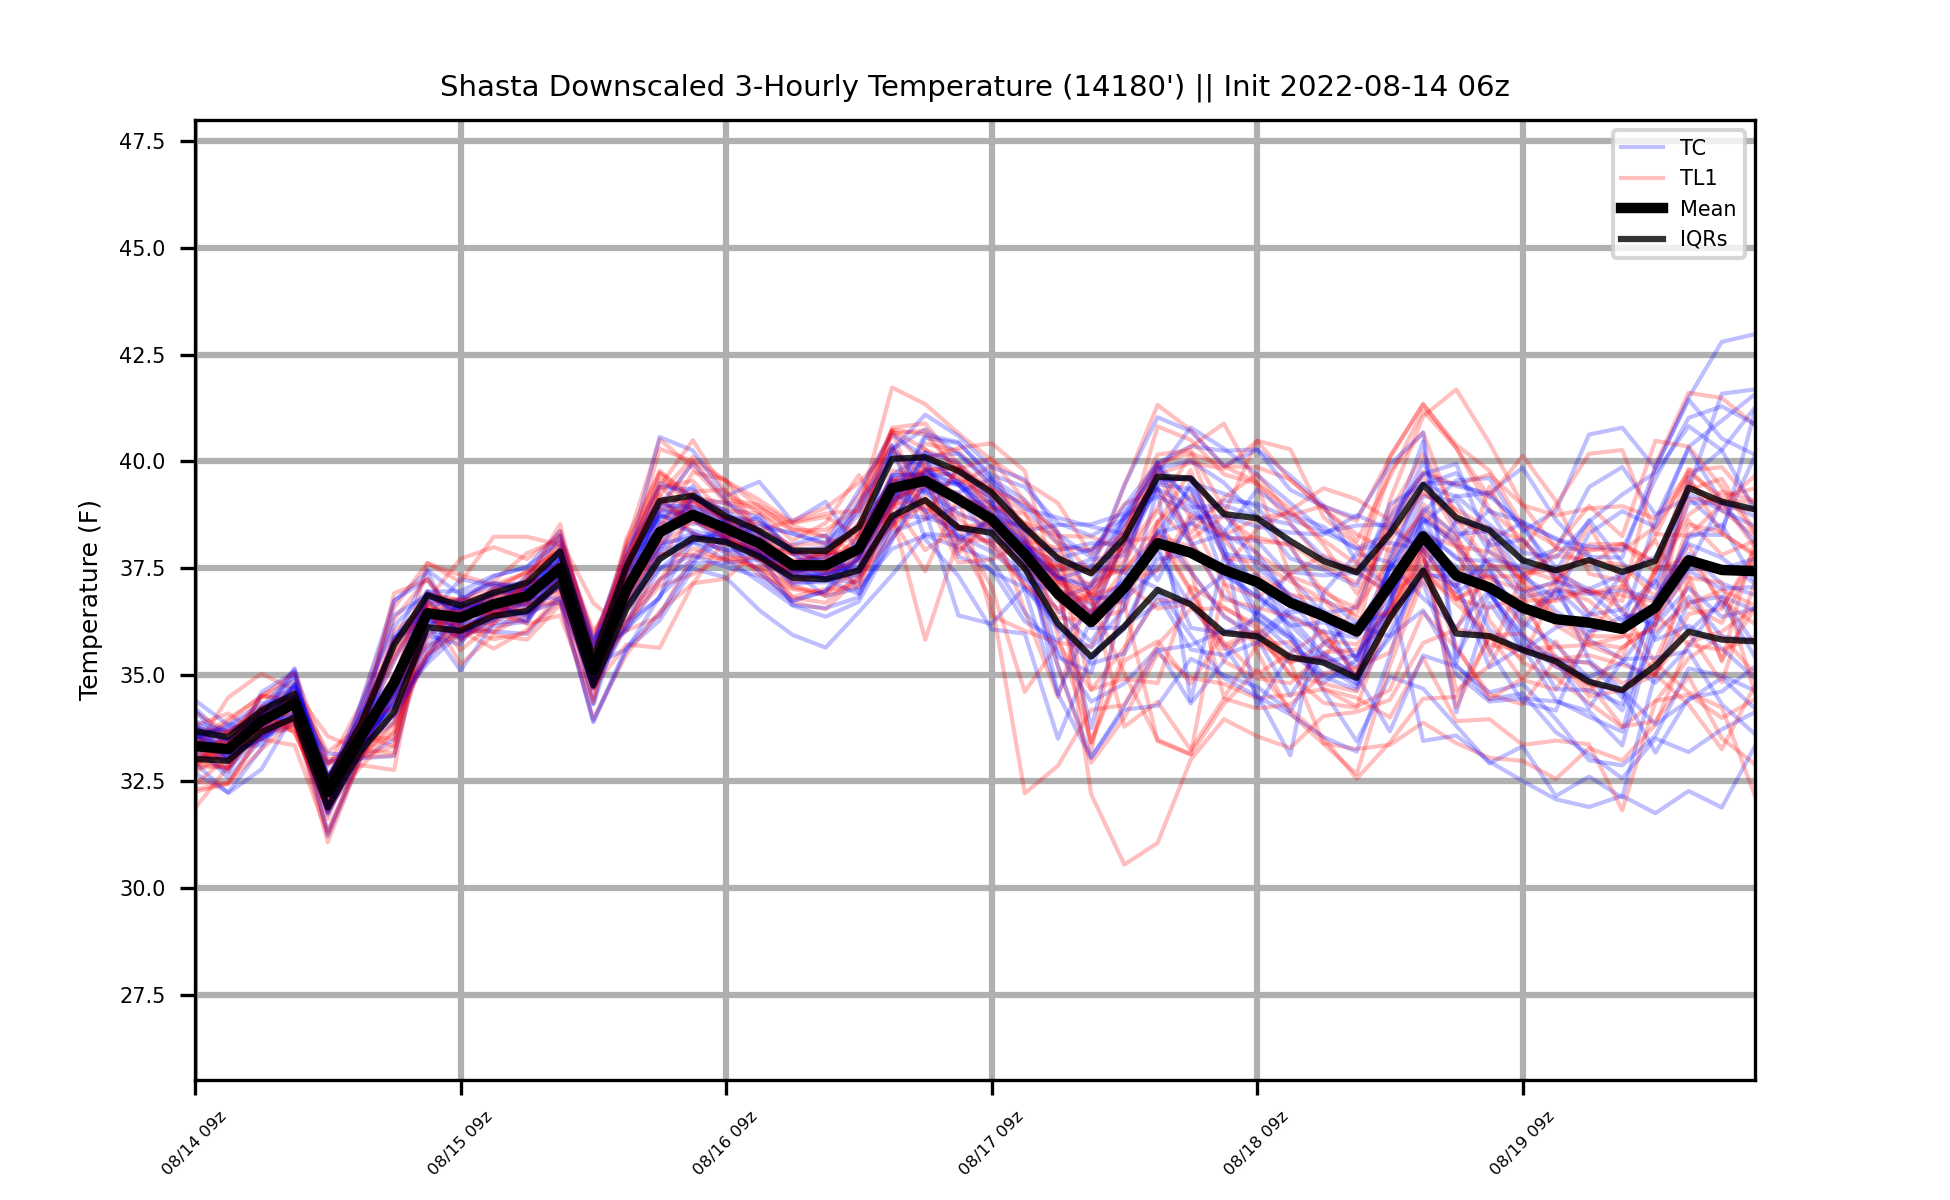 Shasta Downscaled 3-Hourly Temperature (14180') || Init 2022-08-14 06z
TC
TL1
Mean
IQRs
Temperature (F)
47.5
45.0
42.5
40.0
37.5
35.0
32.5
30.0
27.5
08/14 09z
08/15 09z
08/16 09z
08/17 09z
08/18 09z
08/19 09z